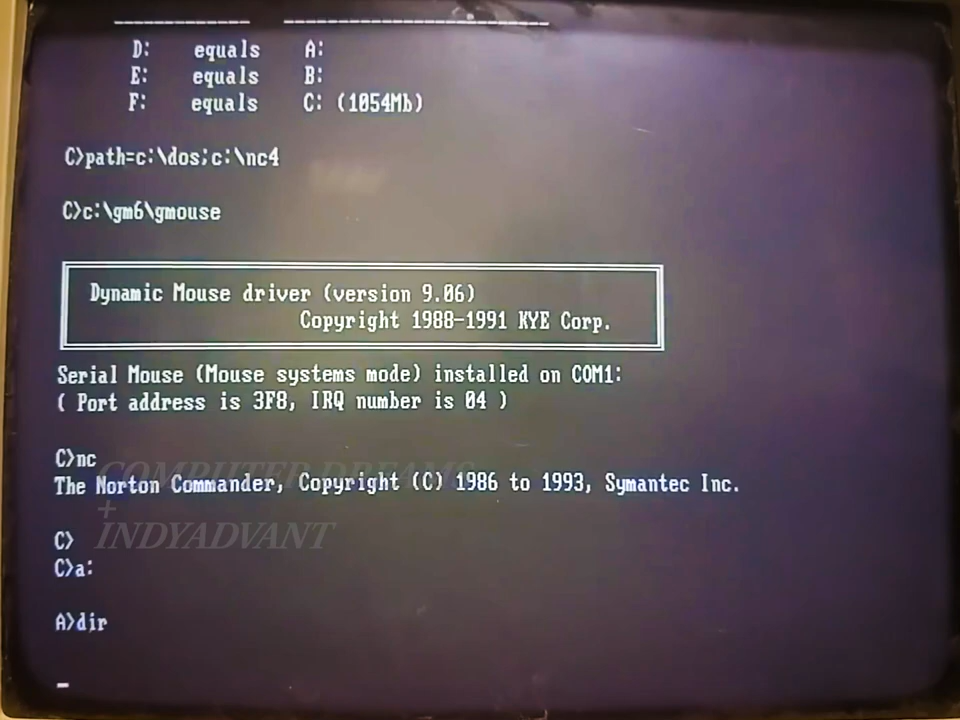 D: equals A:
E: equals B:
F: equals C: (1054Mb)
C>path=c:\dos;c:\nc4
C>c:\gm6\gmouse
Dynamic Mouse driver (version 9.06)
Copyright 1988-1991 KYE Corp.
Serial Mouse (Mouse systems mode) installed on COM1:
( Port address is 3F8, IRQ number is 04 )
C>nc
COMPUTER DREAMS
The Norton Commander, Copyright (C) 1986 to 1993, Symantec Inc.
+
INDYADVANT
C>
C>a:
A>dir